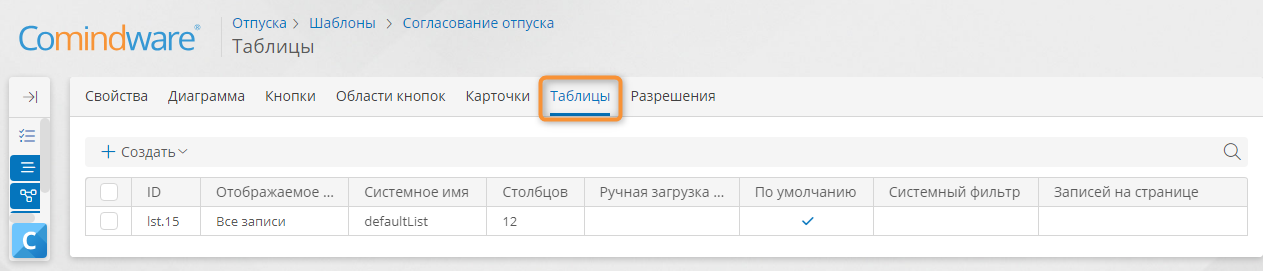 Comindware®
Отпуска > Шаблоны > Согласование отпуска
Таблицы
Свойства Диаграмма Кнопки Области кнопок Карточки Таблицы Разрешения
+ Создать
ID Отображаемое ... Системное имя Столбцов Ручная загрузка ... По умолчанию Системный фильтр Записей на странице
lst.15 Все записи defaultList 12 ✓
C